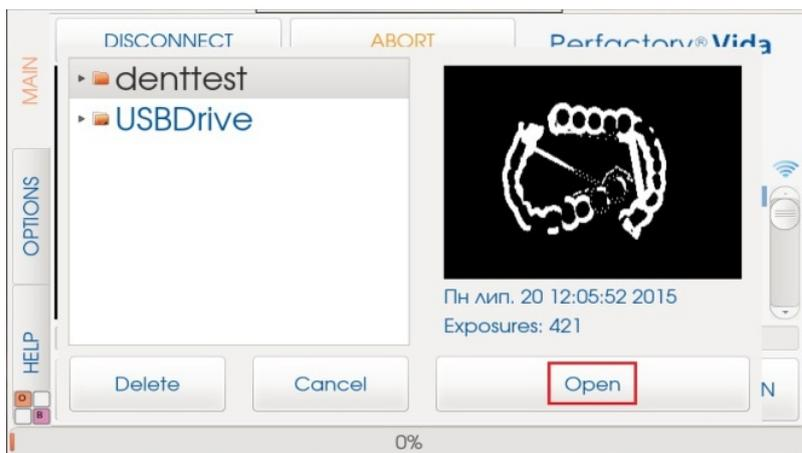 DISCONNECT
ABORT
Perfactory® Vida
MAIN
OPTIONS
HELP
denttest
USBDrive
Пн лип. 20 12:05:52 2015
Exposures: 421
Delete
Cancel
Open
N
O
B
0%